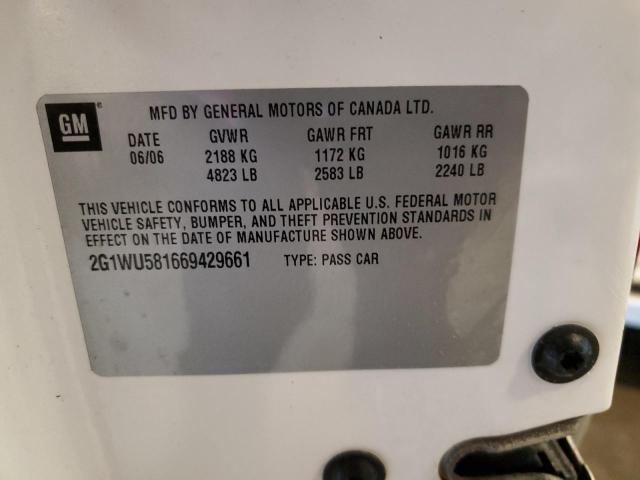 GM®
MFD BY GENERAL MOTORS OF CANADA LTD.
DATE GVWR GAWR FRT GAWR RR
06/06 2188 KG 1172 KG 1016 KG
4823 LB 2583 LB 2240 LB
THIS VEHICLE CONFORMS TO ALL APPLICABLE U.S. FEDERAL MOTOR
VEHICLE SAFETY, BUMPER, AND THEFT PREVENTION STANDARDS IN
EFFECT ON THE DATE OF MANUFACTURE SHOWN ABOVE.
2G1WU581669429661 TYPE: PASS CAR